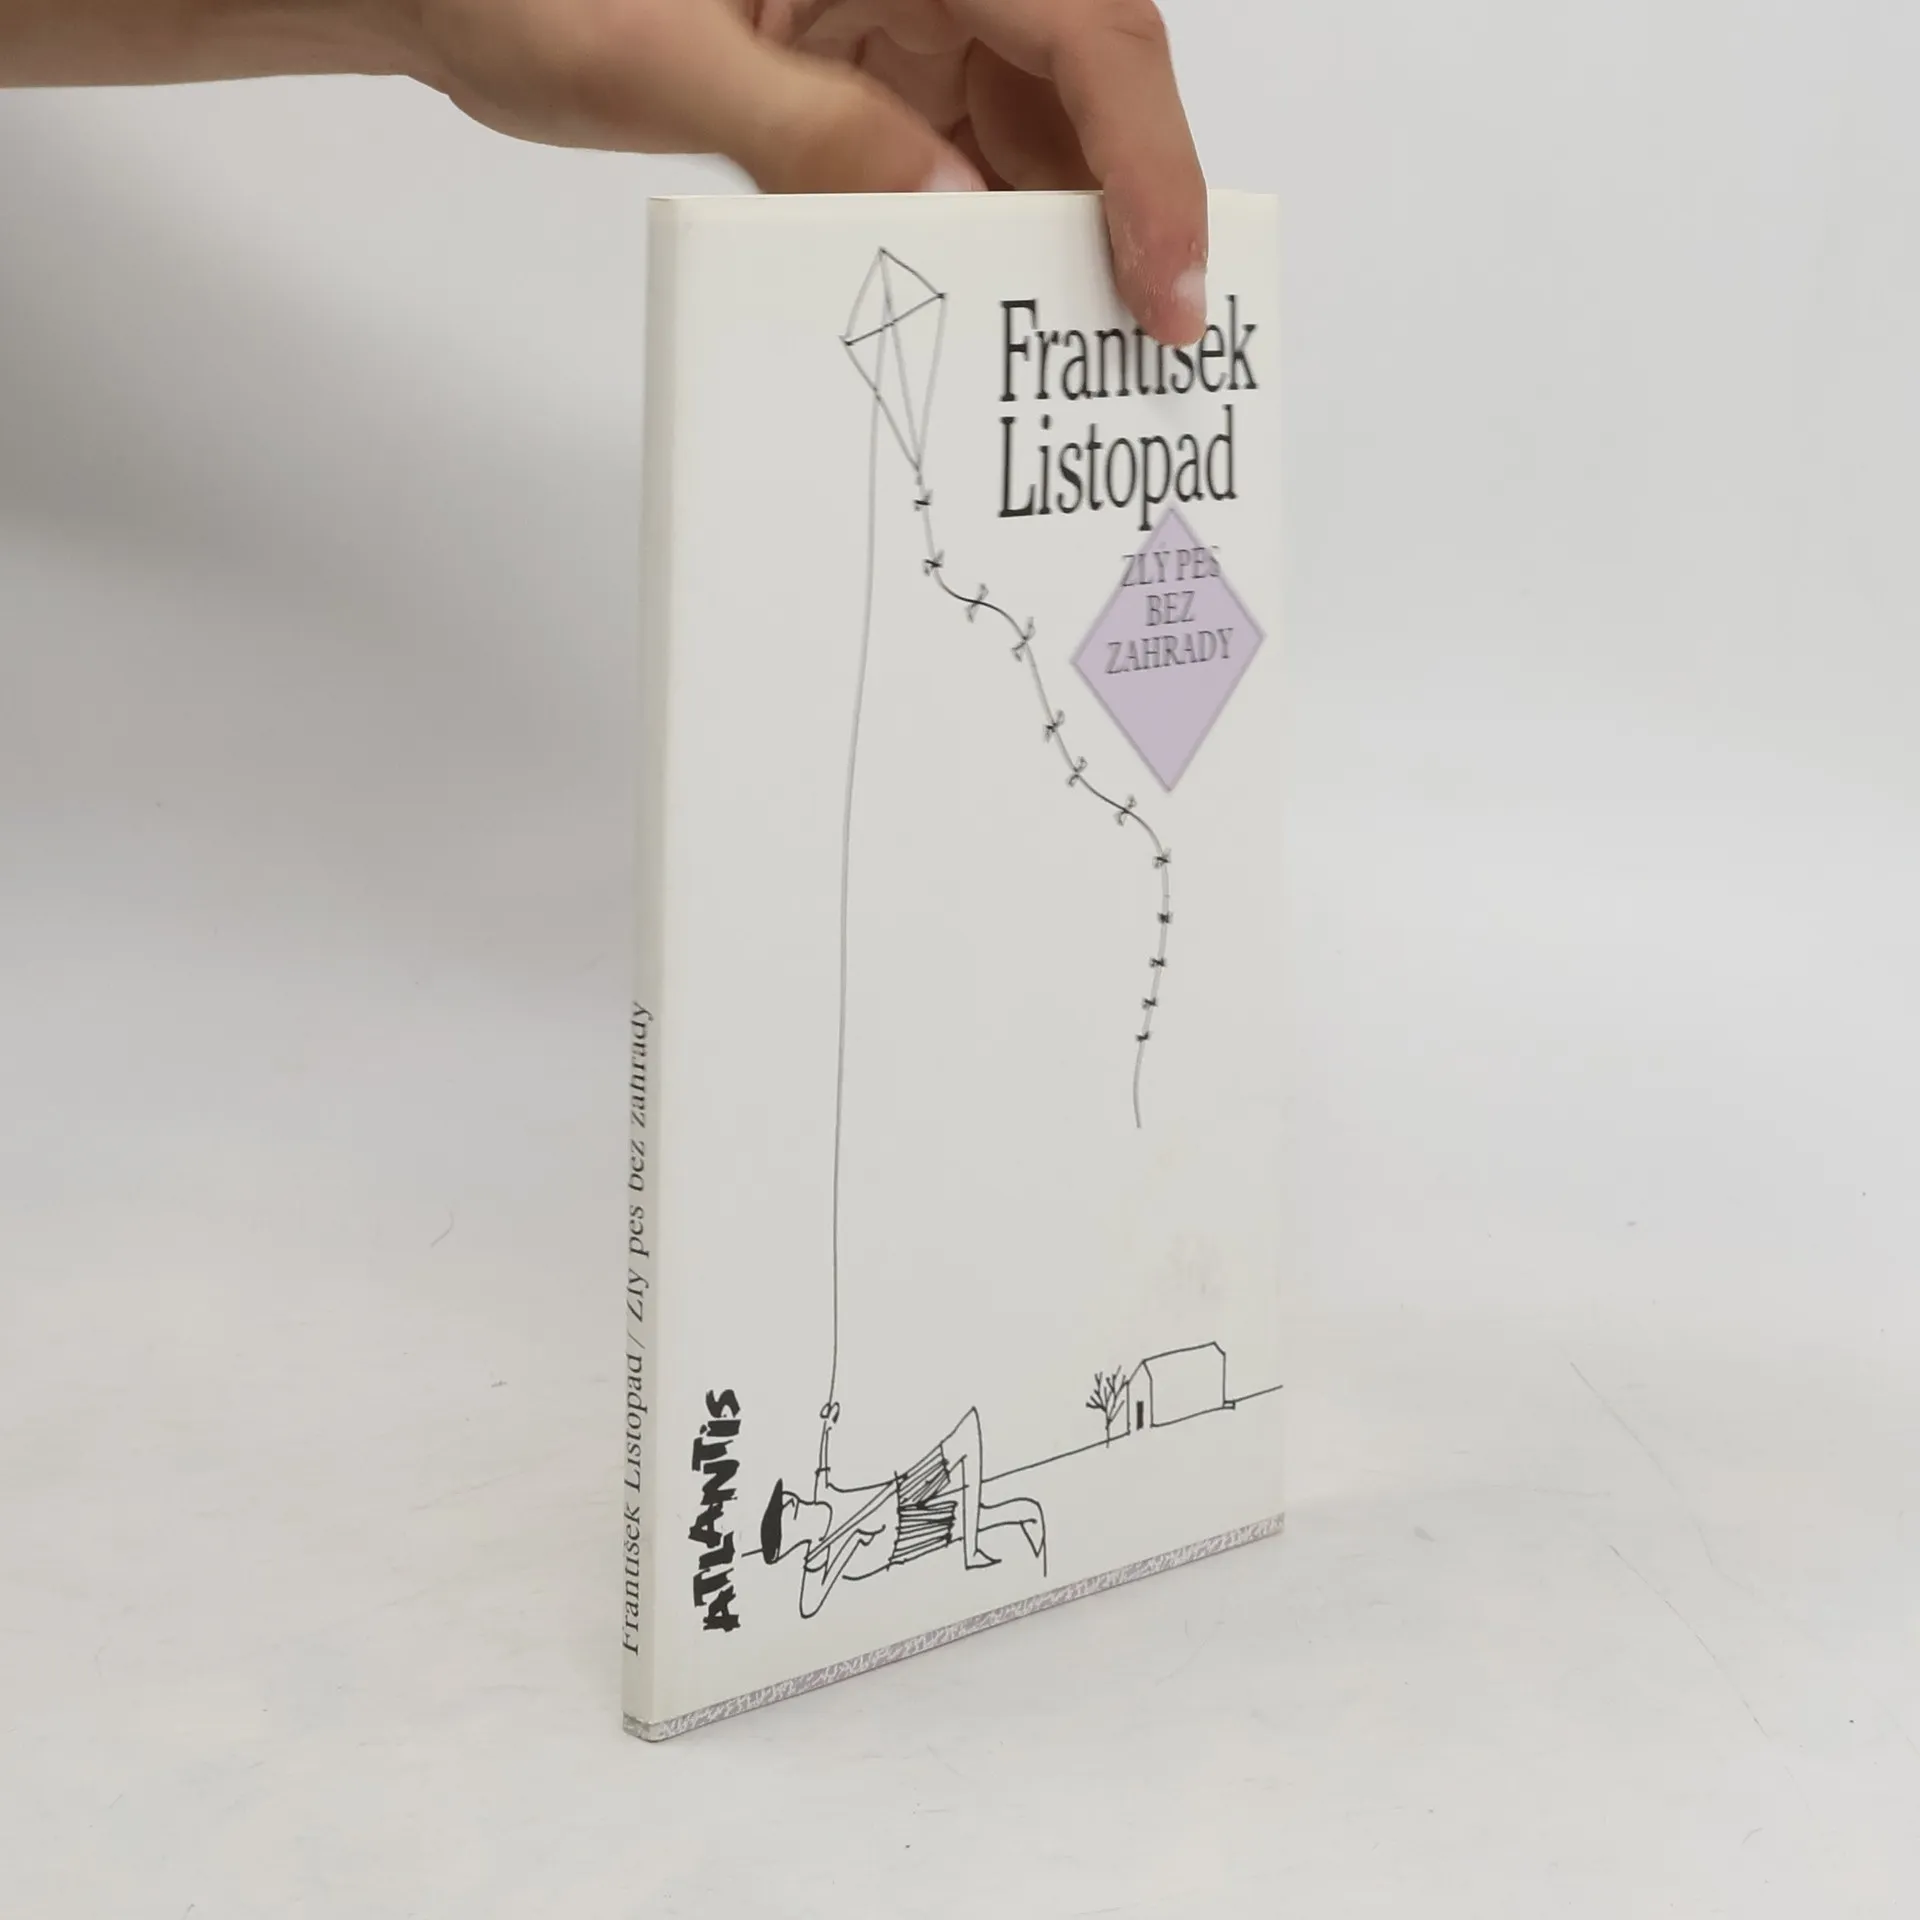 František
Listopad
ZLÝ PES
BEZ
ZAHRADY
ATLANTIS
František Listopad / Zlý pes bez zahrady